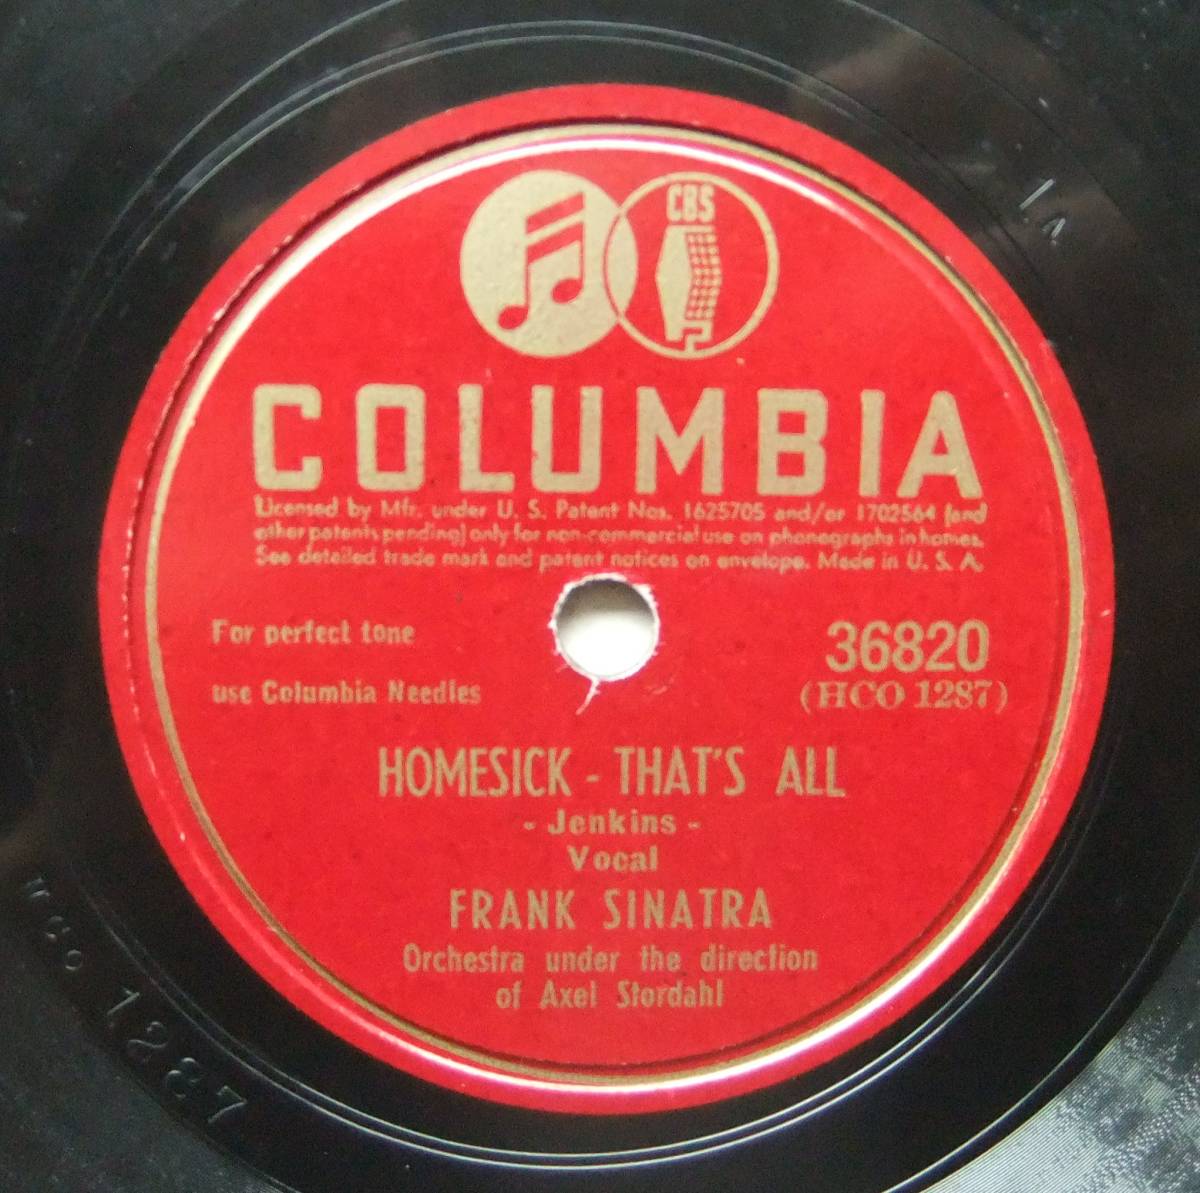 CBS
COLUMBIA
Licensed by Mfr. under U. S. Patent Nos. 1625705 and/or 1702564 (and
other patents pending) only for non-commercial use on phonographs in homes.
See detailed trade mark and patent notices on envelope. Made in U. S. A.
For perfect tone
use Columbia Needles
36820
(HCO 1287)
HOMESICK - THAT'S ALL
- Jenkins -
Vocal
FRANK SINATRA
Orchestra under the direction
of Axel Stordahl
HCO 1287
1A